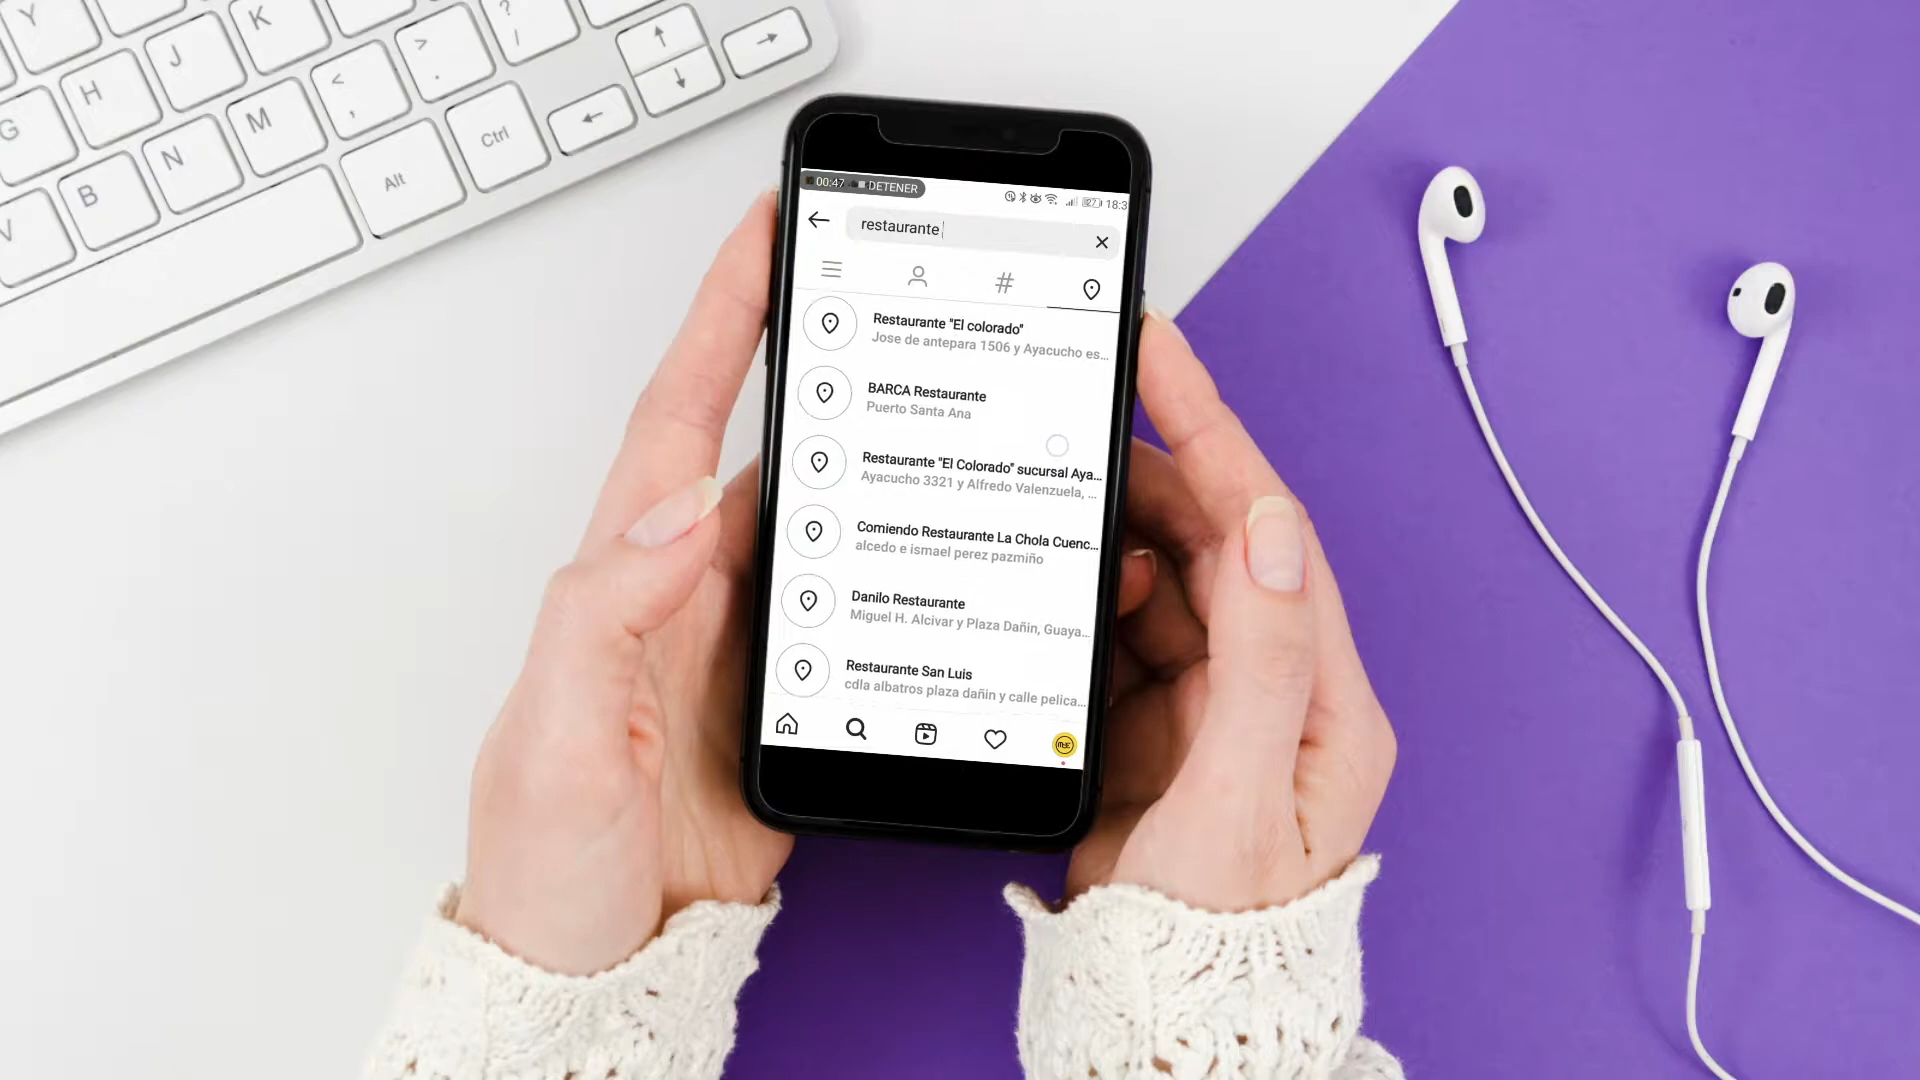 Y
K
?
/
J
>
.
H
<
,
G
M
Ctrl
N
Alt
B
V
00:47 DETENER
27 18:3
restaurante
#
Restaurante "El colorado"
Jose de antepara 1506 y Ayacucho es...
BARCA Restaurante
Puerto Santa Ana
Restaurante "El Colorado" sucursal Aya...
Ayacucho 3321 y Alfredo Valenzuela, ...
Comiendo Restaurante La Chola Cuenc...
alcedo e ismael perez pazmiño
Danilo Restaurante
Miguel H. Alcivar y Plaza Dañin, Guaya...
Restaurante San Luis
cdla albatros plaza dañin y calle pelica...